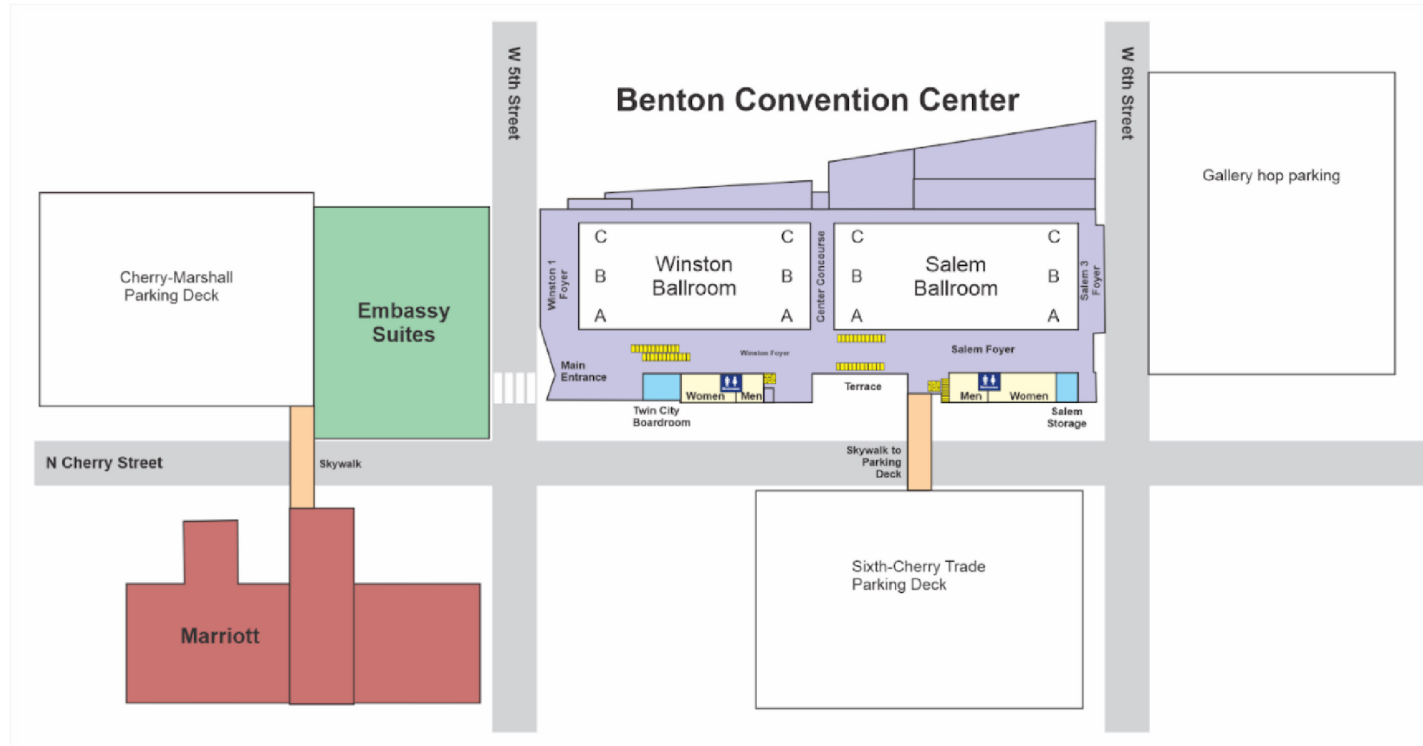 W 5th Street
W 6th Street
Benton Convention Center
Gallery hop parking
Cherry-Marshall
Parking Deck
Embassy
Suites
Winston 1
Foyer
C
B
A
Winston
Ballroom
C
B
A
Center Concourse
C
B
A
Salem
Ballroom
C
B
A
Salem 3
Foyer
Main
Entrance
Winston Foyer
Salem Foyer
Terrace
Women
Men
Men
Women
Twin City
Boardroom
Salem
Storage
N Cherry Street
Skywalk
Skywalk to
Parking
Deck
Sixth-Cherry Trade
Parking Deck
Marriott